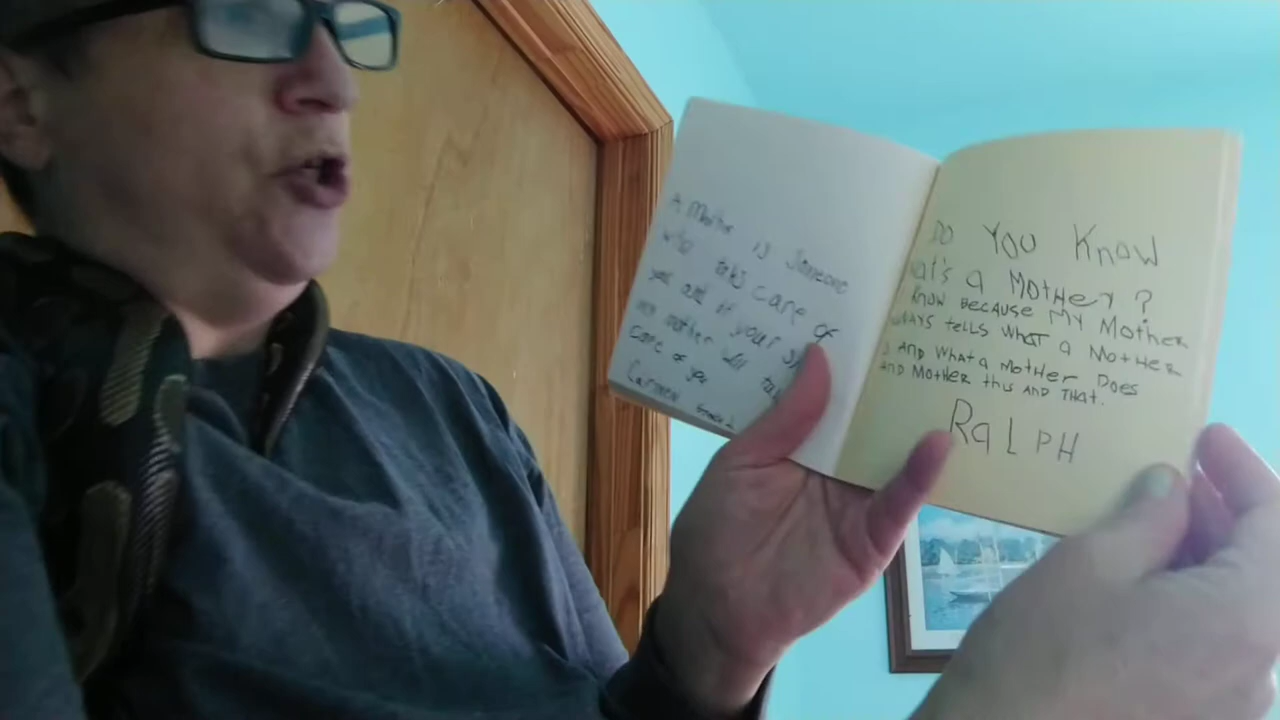 A Mother is Someone
who taks care of
you and if your
my mother will
care of you
Carmen Grade 2
DO YOU KNOW
at's a MOTHER?
KNOW BECAUSE MY MOTHER
WAYS tells WHAT a MOTHER
AND WHAT a MOTHER DOES
AND MOTHER this AND THAT.
RaLPH